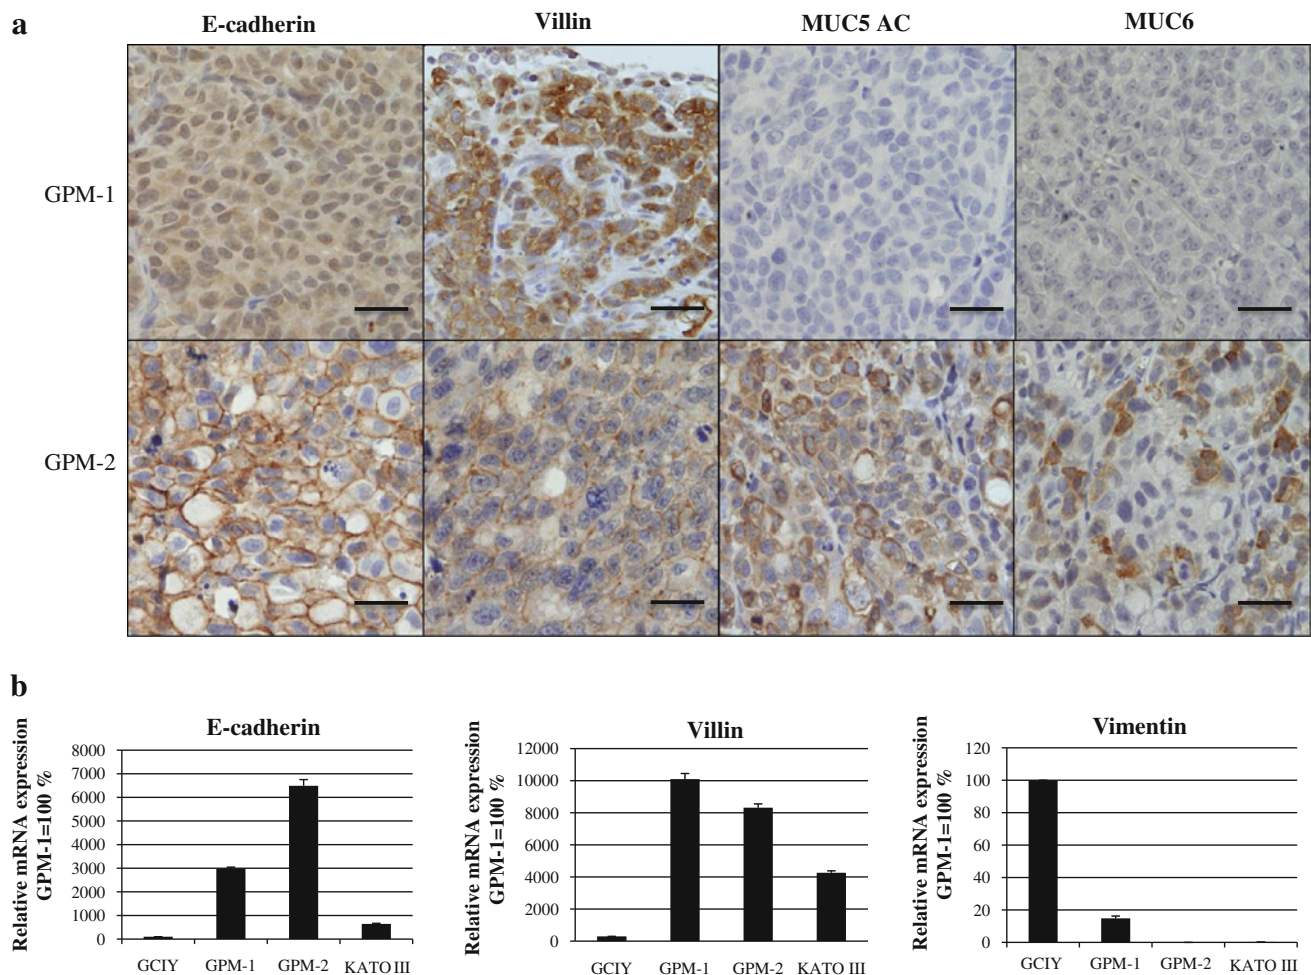 a
E-cadherin Villin MUC5 AC MUC6
GPM-1
GPM-2
b
E-cadherin
Relative mRNA expression
GPM-1=100 %
8000
7000
6000
5000
4000
3000
2000
1000
0
GCIY GPM-1 GPM-2 KATO III
Villin
Relative mRNA expression
GPM-1=100 %
12000
10000
8000
6000
4000
2000
0
GCIY GPM-1 GPM-2 KATO III
Vimentin
Relative mRNA expression
GPM-1=100 %
120
100
80
60
40
20
0
GCIY GPM-1 GPM-2 KATO III